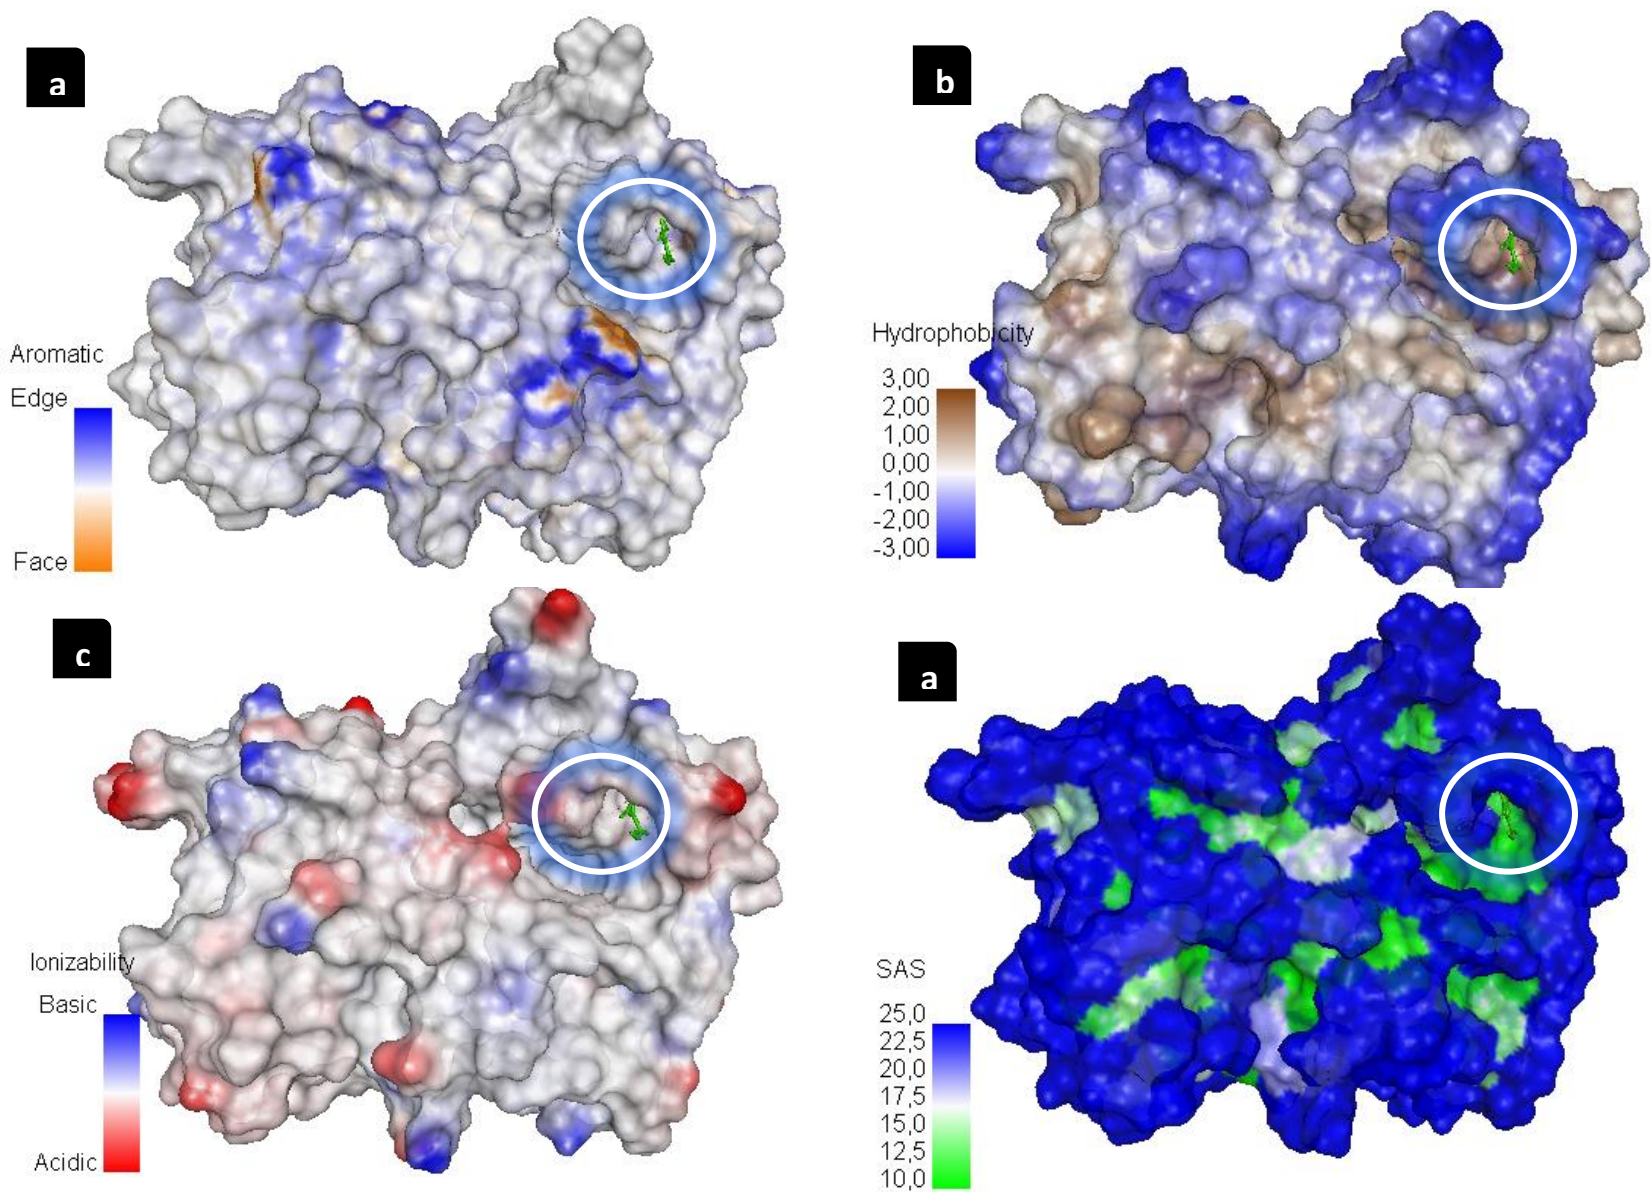 a
Aromatic
Edge
Face
b
Hydrophobicity
3,00
2,00
1,00
0,00
-1,00
-2,00
-3,00
c
Ionizability
Basic
Acidic
a
SAS
25,0
22,5
20,0
17,5
15,0
12,5
10,0